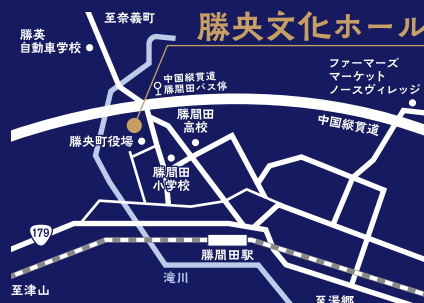 至奈義町
勝央文化ホール
勝英
自動車学校
ファーマーズ
マーケット
ノースヴィレッジ
中国縦貫道
勝間田バス停
勝間田
高校
中国縦貫道
勝央町役場
勝間田
小学校
179
勝間田駅
滝川
至津山
至湯郷